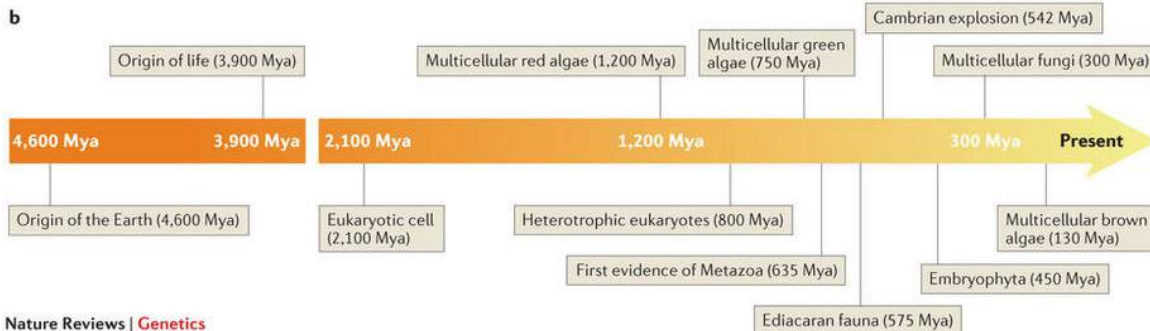 b
Cambrian explosion (542 Mya)
Origin of life (3,900 Mya)
Multicellular red algae (1,200 Mya)
Multicellular green
algae (750 Mya)
Multicellular fungi (300 Mya)
4,600 Mya
3,900 Mya
2,100 Mya
1,200 Mya
300 Mya
Present
Origin of the Earth (4,600 Mya)
Eukaryotic cell
(2,100 Mya)
Heterotrophic eukaryotes (800 Mya)
Multicellular brown
algae (130 Mya)
First evidence of Metazoa (635 Mya)
Embryophyta (450 Mya)
Ediacaran fauna (575 Mya)
Nature Reviews | Genetics